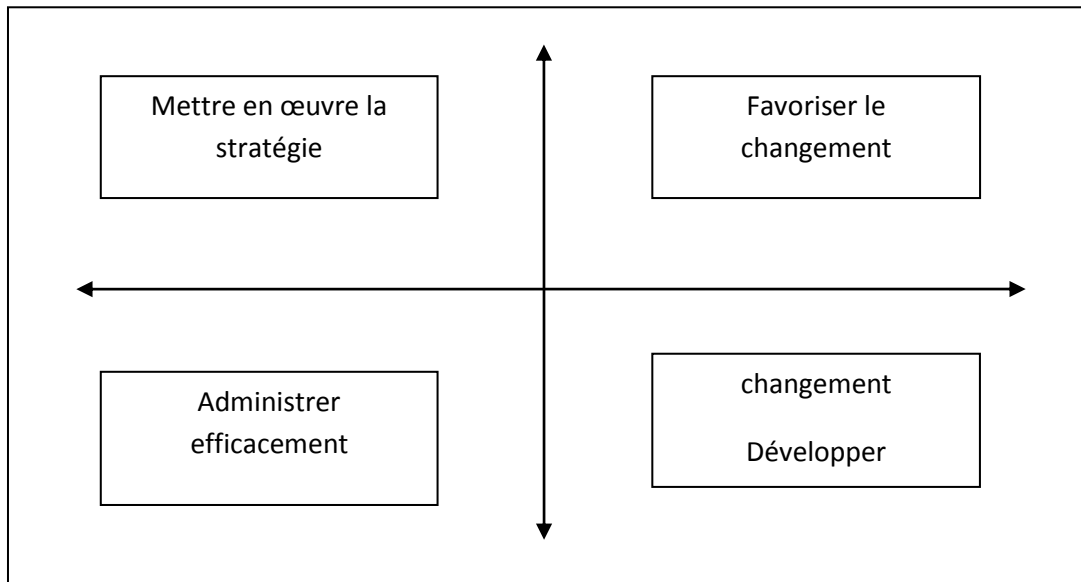 Mettre en œuvre la
stratégie
Favoriser le
changement
Administrer
efficacement
changement
Développer